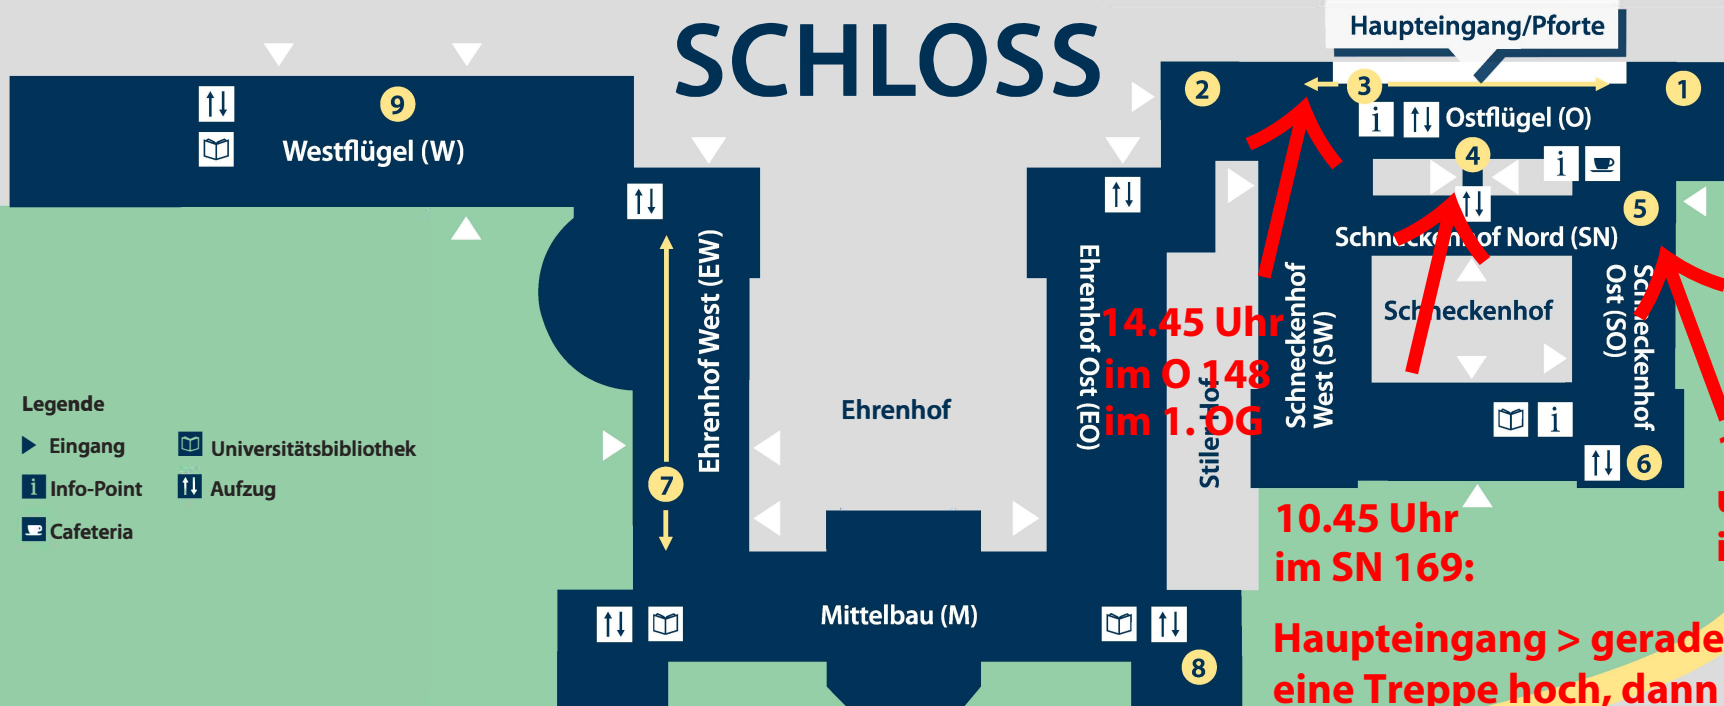 SCHLOSS
Haupteingang/Pforte
2
3
1
9
Westflügel (W)
Ostflügel (O)
i
4
i
5
Schneckenhof Nord (SN)
Ehrenhof West (EW)
Ehrenhof Ost (EO)
Schneckenhof
West (SW)
Schneckenhof
Schneckenhof
Ost (SO)
14.45 Uhr
im O 148
im 1. OG
Stiler Hof
Ehrenhof
i
6
7
Legende
Eingang
Universitätsbibliothek
i Info-Point
Aufzug
Cafeteria
10.45 Uhr
im SN 169:
Mittelbau (M)
8
Haupteingang > gerade
eine Treppe hoch, dann